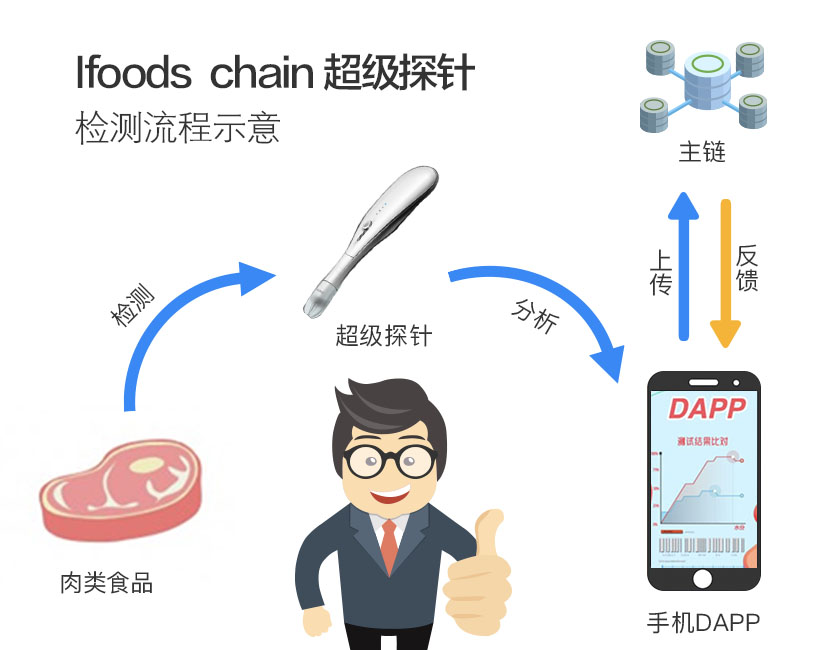 Ifoods chain 超级探针
检测流程示意
主链
上传
反馈
检测
超级探针
分析
DAPP
测试结果比对
水份
肉类食品
手机DAPP